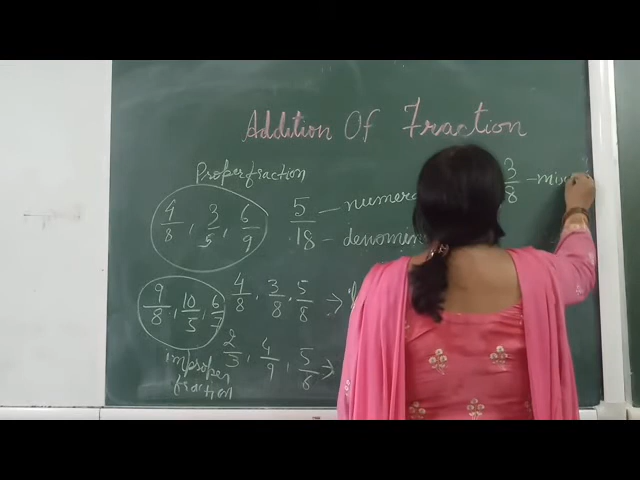 Addition Of Fraction
Proper fraction
4/8, 3/5, 6/9
5/18 — numera
- denomin
3/8 - mix
9/8, 10/5, 6/7
4/8, 3/8, 5/8 →
improper fraction
2/3, 4/9, 5/6 →